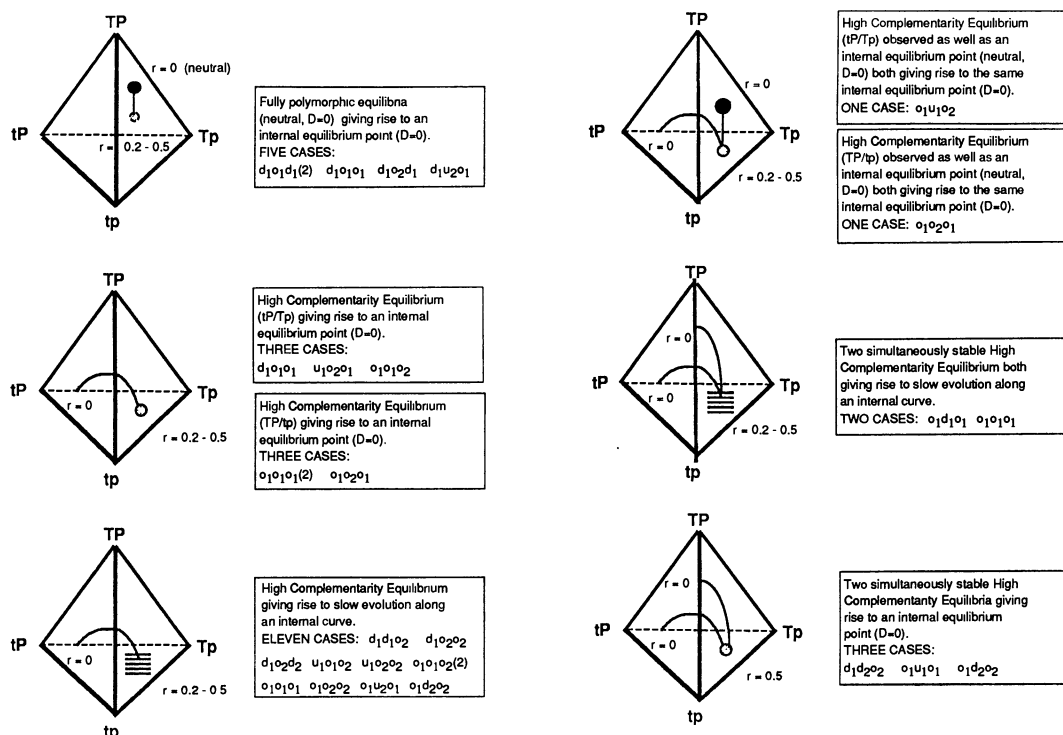 TP
r = 0 (neutral)
tP
Tp
r = 0.2 - 0.5
tp
Fully polymorphic equilibria
(neutral, D=0) giving rise to an
internal equilibrium point (D=0).
FIVE CASES:
d1o1d1(2) d1o1o1 d1o2d1 d1u2o1
TP
r = 0
tP
Tp
r = 0
r = 0.2 - 0.5
tp
High Complementarity Equilibrium
(tP/Tp) observed as well as an
internal equilibrium point (neutral,
D=0) both giving rise to the same
internal equilibrium point (D=0).
ONE CASE: o1u1o2
High Complementarity Equilibrium
(TP/tp) observed as well as an
internal equilibrium point (neutral,
D=0) both giving rise to the same
internal equilibrium point (D=0).
ONE CASE: o1o2o1
TP
tP
Tp
r = 0
r = 0.2 - 0.5
tp
High Complementarity Equilibrium
(tP/Tp) giving rise to an internal
equilibrium point (D=0).
THREE CASES:
d1o1o1 u1o2o1 o1o1o2
High Complementarity Equilibrium
(TP/tp) giving rise to an internal
equilibrium point (D=0).
THREE CASES:
o1o1o1(2) o1o2o1
TP
r = 0
tP
Tp
r = 0
r = 0.2 - 0.5
tp
Two simultaneously stable High
Complementarity Equilibrium both
giving rise to slow evolution along
an internal curve.
TWO CASES: o1d1o1 o1o1o1
TP
tP
Tp
r = 0
r = 0.2 - 0.5
tp
High Complementarity Equilibrium
giving rise to slow evolution along
an internal curve.
ELEVEN CASES: d1d1o2 d1o2o2
d1o2d2 u1o1o2 u1o2o2 o1o1o2(2)
o1o1o1 o1o2o2 o1u2o1 o1d2o2
TP
r = 0
tP
Tp
r = 0
r = 0.5
tp
Two simultaneously stable High
Complementanty Equilibria giving
rise to an internal equilibrium
point (D=0).
THREE CASES:
d1d2o2 o1u1o1 o1d2o2